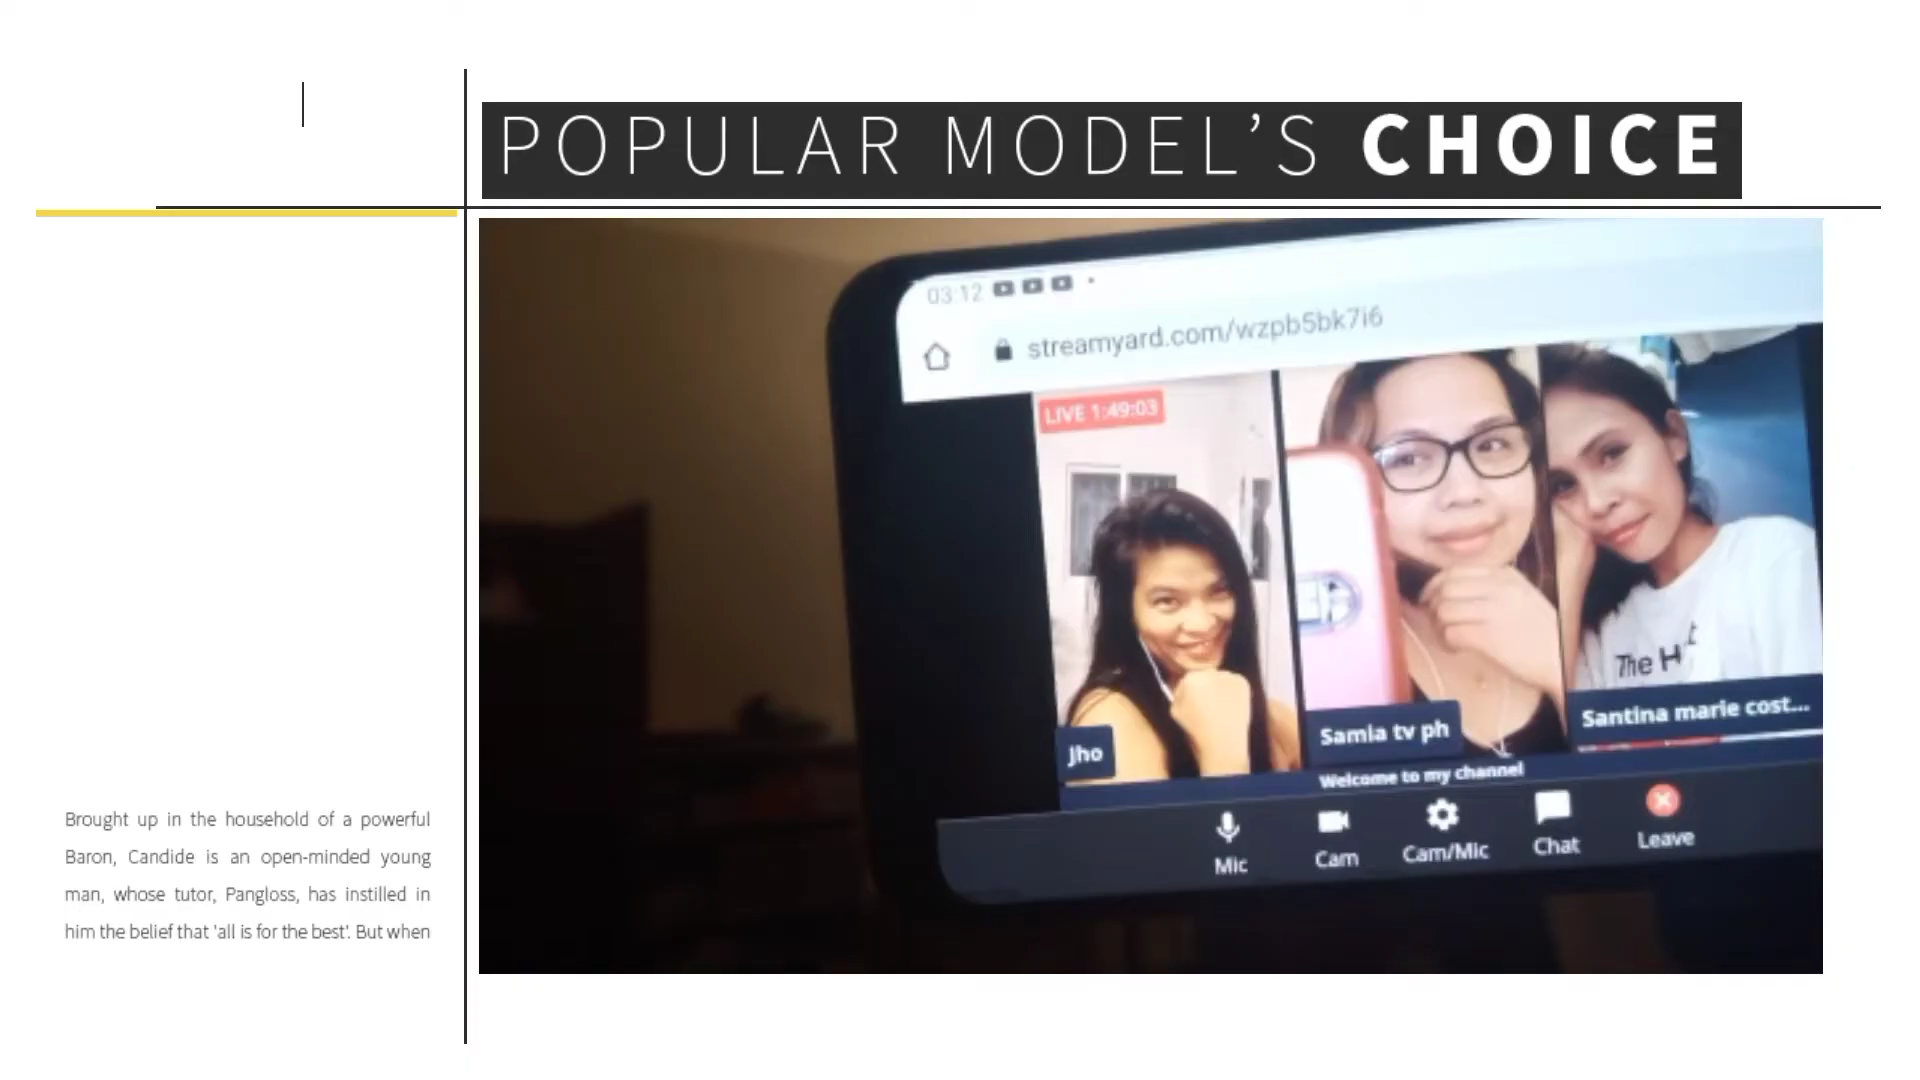 POPULAR MODEL’S CHOICE
03:12
streamyard.com/wzpb5bk7i6
LIVE 1:49:03
The H
Jho
Samia tv ph
Santina marie cost...
Welcome to my channel
Mic
Cam
Cam/Mic
Chat
Leave
Brought up in the household of a powerful
Baron, Candide is an open-minded young
man, whose tutor, Pangloss, has instilled in
him the belief that 'all is for the best'. But when